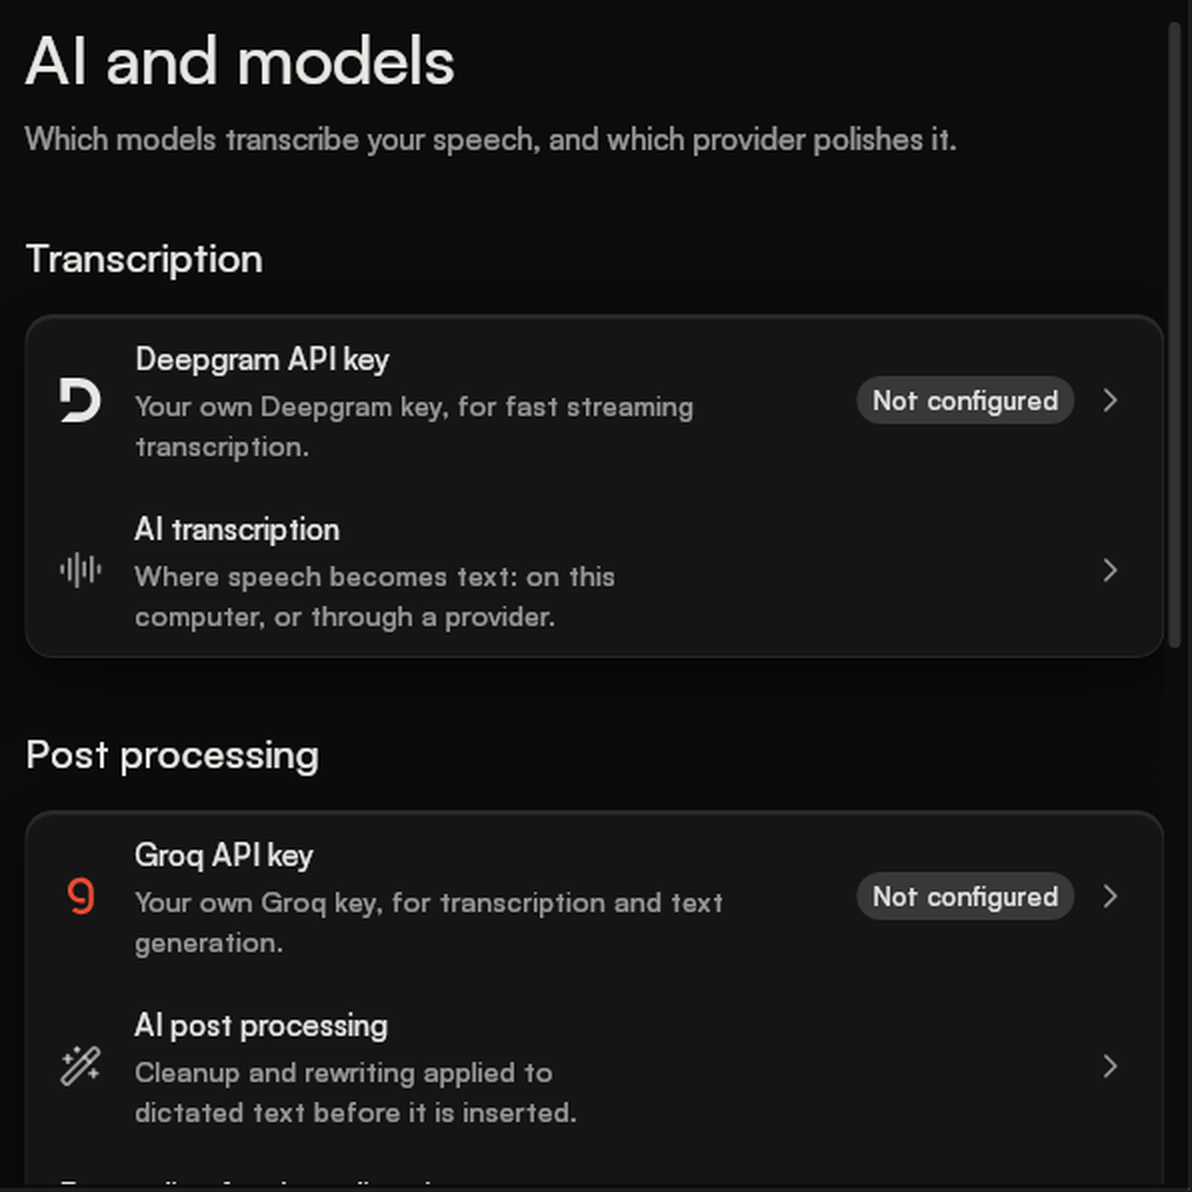 AI and models
Which models transcribe your speech, and which provider polishes it.
Transcription
Deepgram API key
Your own Deepgram key, for fast streaming
transcription.
Not configured
AI transcription
Where speech becomes text: on this
computer, or through a provider.
Post processing
Groq API key
Your own Groq key, for transcription and text
generation.
Not configured
AI post processing
Cleanup and rewriting applied to
dictated text before it is inserted.